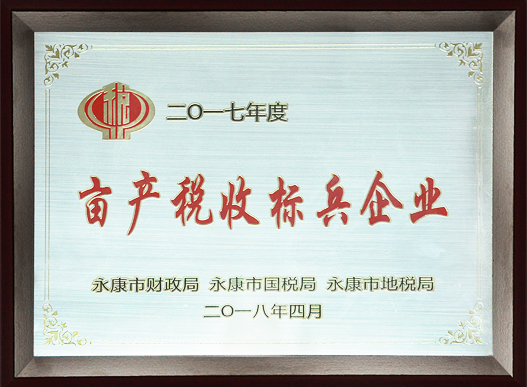 税
二〇一七年度
亩产税收标兵企业
永康市财政局 永康市国税局 永康市地税局
二〇一八年四月